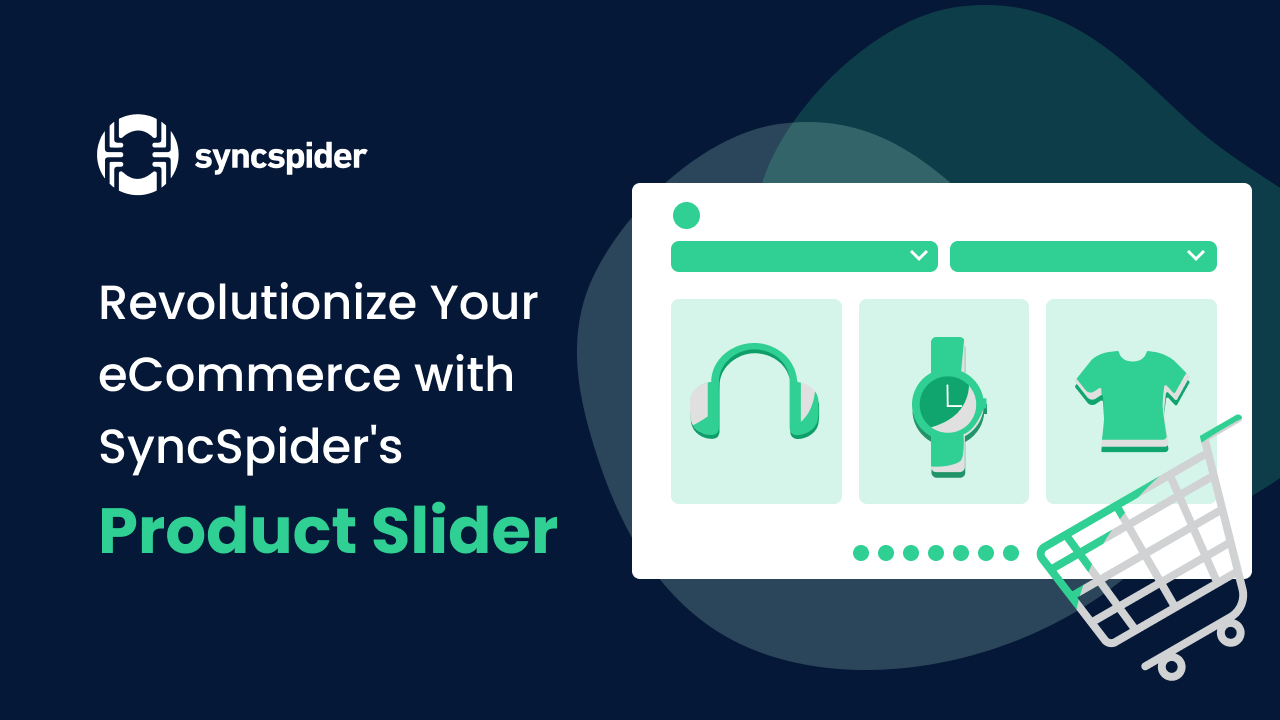 syncspider
Revolutionize Your
eCommerce with
SyncSpider's
Product Slider